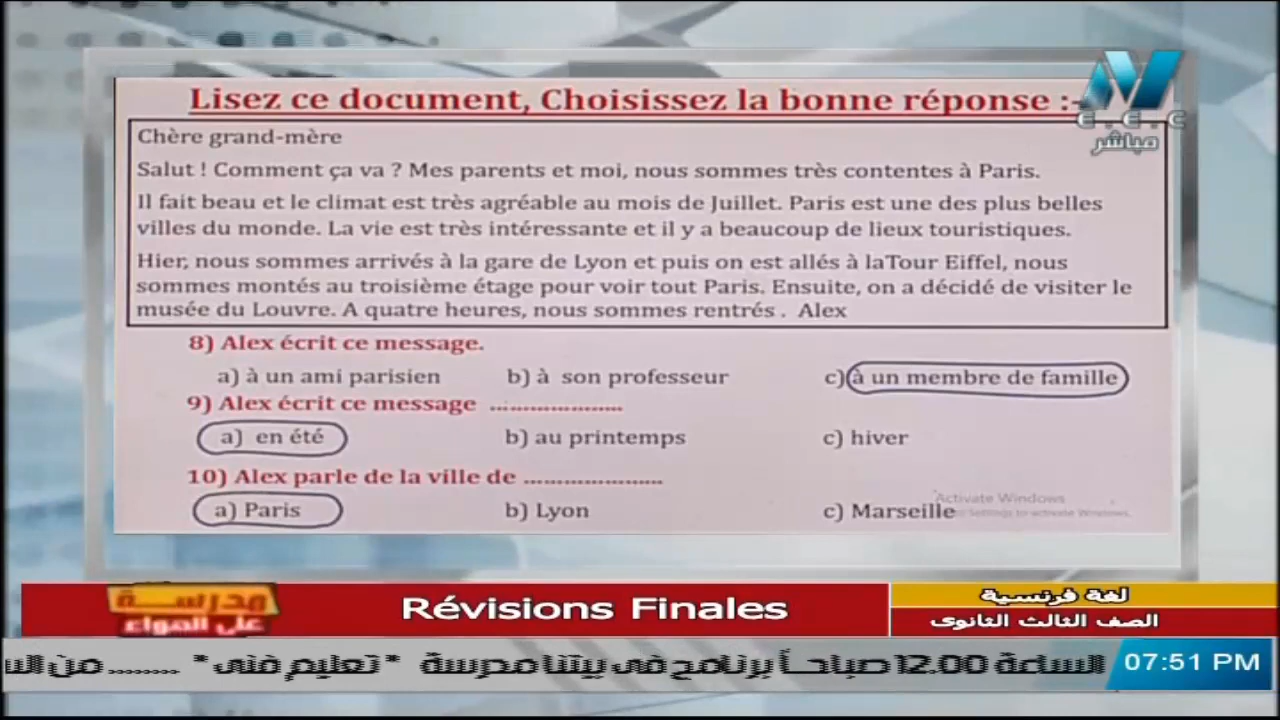 Lisez ce document, Choisissez la bonne réponse :-
Chère grand-mère
Salut ! Comment ça va ? Mes parents et moi, nous sommes très contentes à Paris.
Il fait beau et le climat est très agréable au mois de Juillet. Paris est une des plus belles
villes du monde. La vie est très intéressante et il y a beaucoup de lieux touristiques.
Hier, nous sommes arrivés à la gare de Lyon et puis on est allés à laTour Eiffel, nous
sommes montés au troisième étage pour voir tout Paris. Ensuite, on a décidé de visiter le
musée du Louvre. A quatre heures, nous sommes rentrés . Alex
8) Alex écrit ce message.
a) à un ami parisien b) à son professeur c) à un membre de famille
9) Alex écrit ce message .....................
a) en été b) au printemps c) hiver
10) Alex parle de la ville de ......................
a) Paris b) Lyon c) Marseille
Activate Windows
Settings to activate Windows.
E.E.C
مباشر
مدرسة
على الهواء
Révisions Finales
لغة فرنسية
الصف الثالث الثانوى
الساعة 12.00 صباحاً برنامج فى بيتنا مدرسة "تعليم فنى" ........ من
07:51 PM